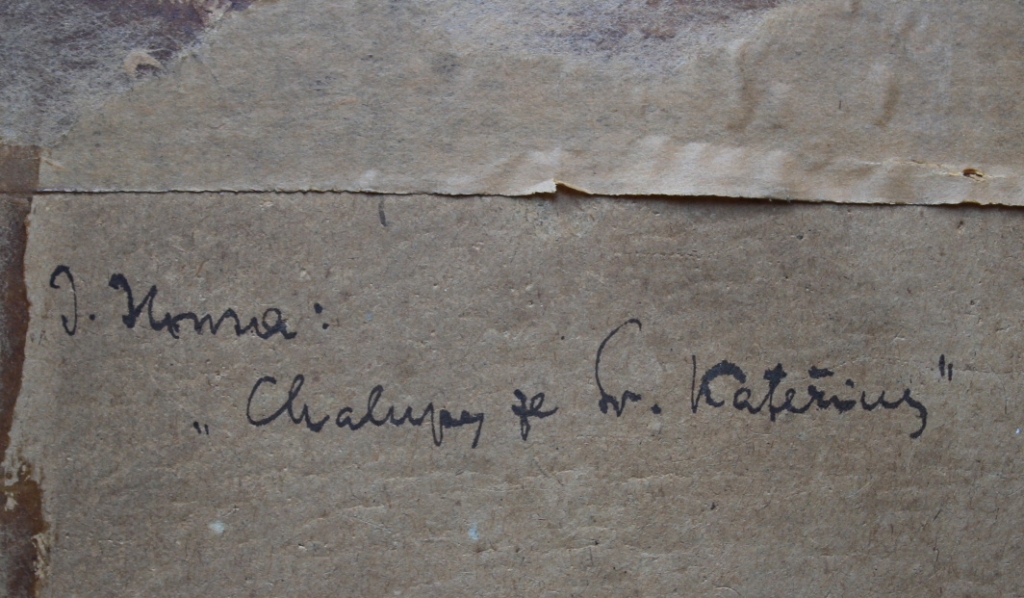 J. Homa:
„Chalupy ze Sv. Kateřiny"